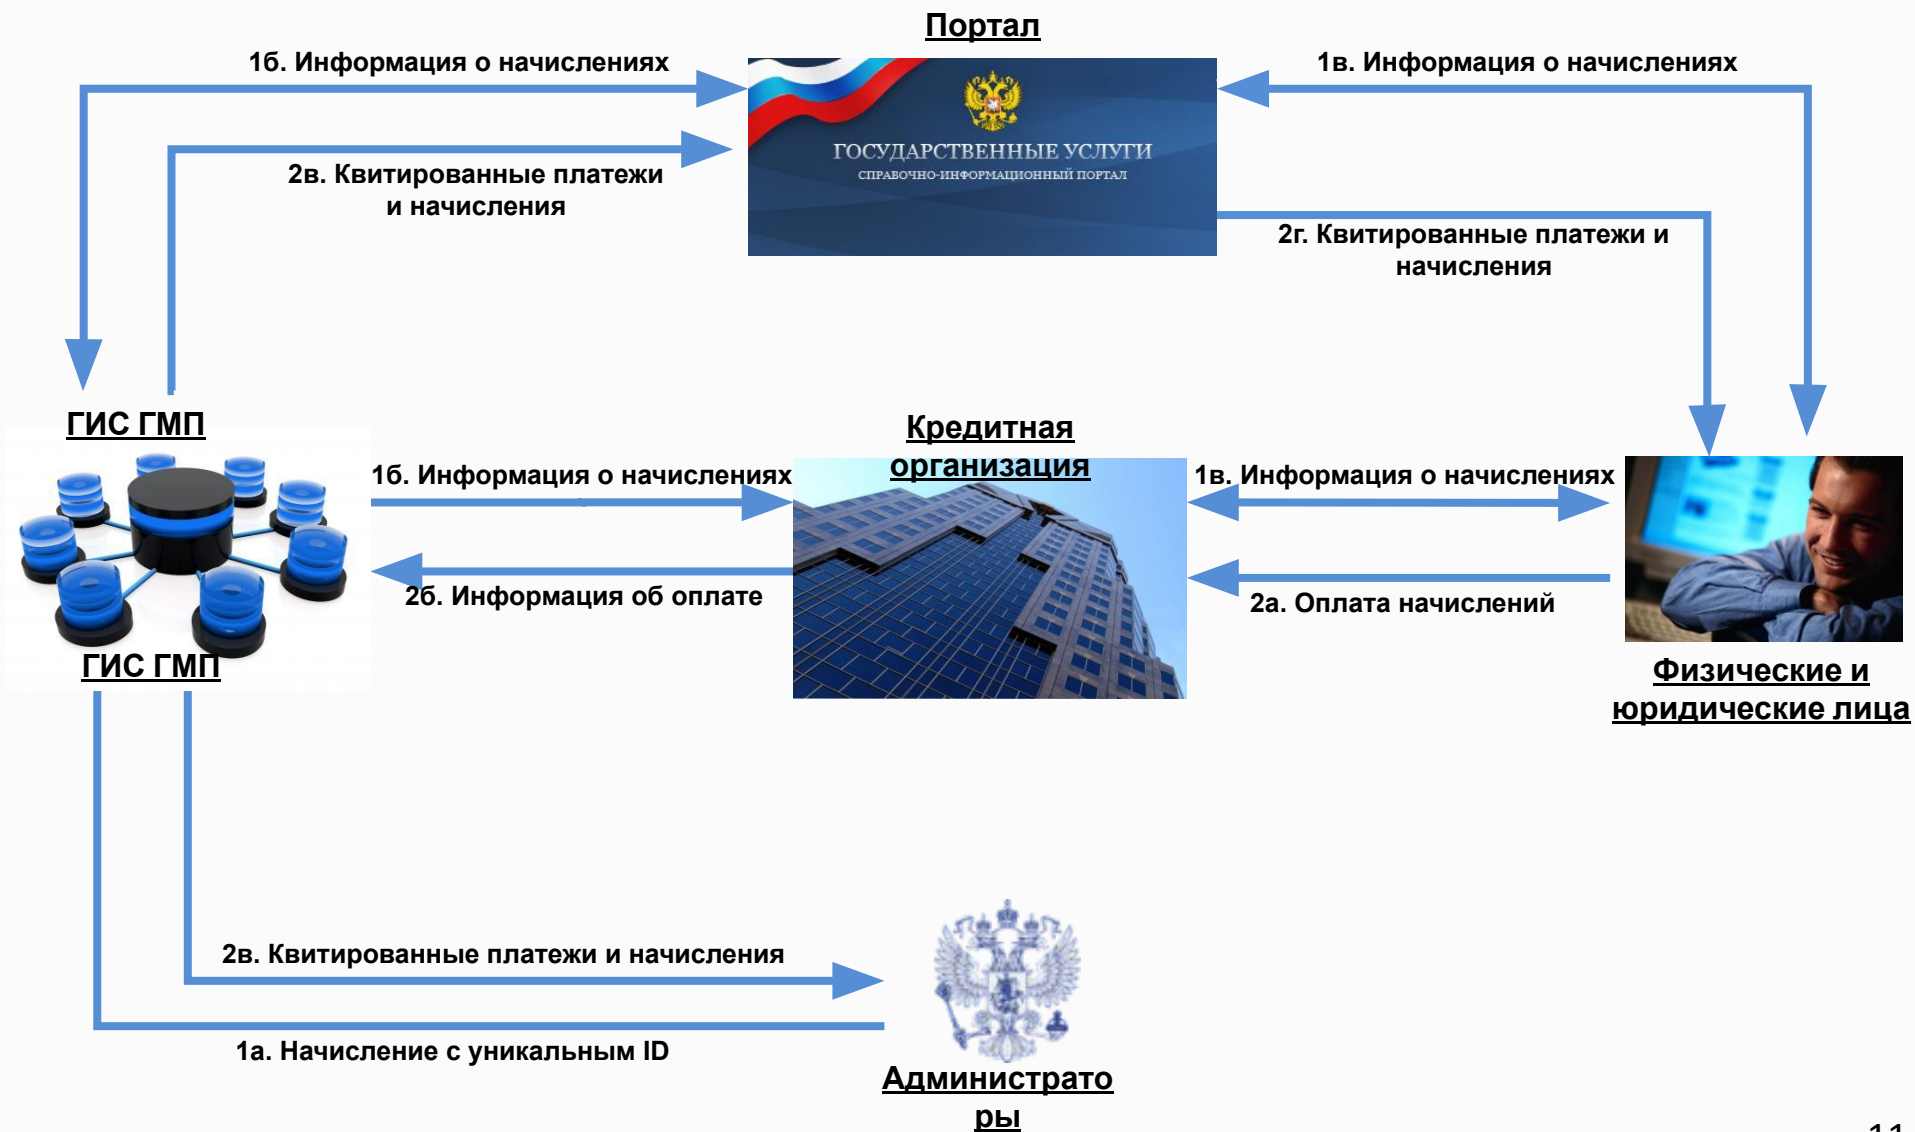 Портал
1б. Информация о начислениях
1в. Информация о начислениях
ГОСУДАРСТВЕННЫЕ УСЛУГИ
СПРАВОЧНО-ИНФОРМАЦИОННЫЙ ПОРТАЛ
2в. Квитированные платежи
и начисления
2г. Квитированные платежи и
начисления
ГИС ГМП
Кредитная
организация
1б. Информация о начислениях
1в. Информация о начислениях
2б. Информация об оплате
2а. Оплата начислений
ГИС ГМП
Физические и
юридические лица
2в. Квитированные платежи и начисления
1а. Начисление с уникальным ID
Администрато
ры
11